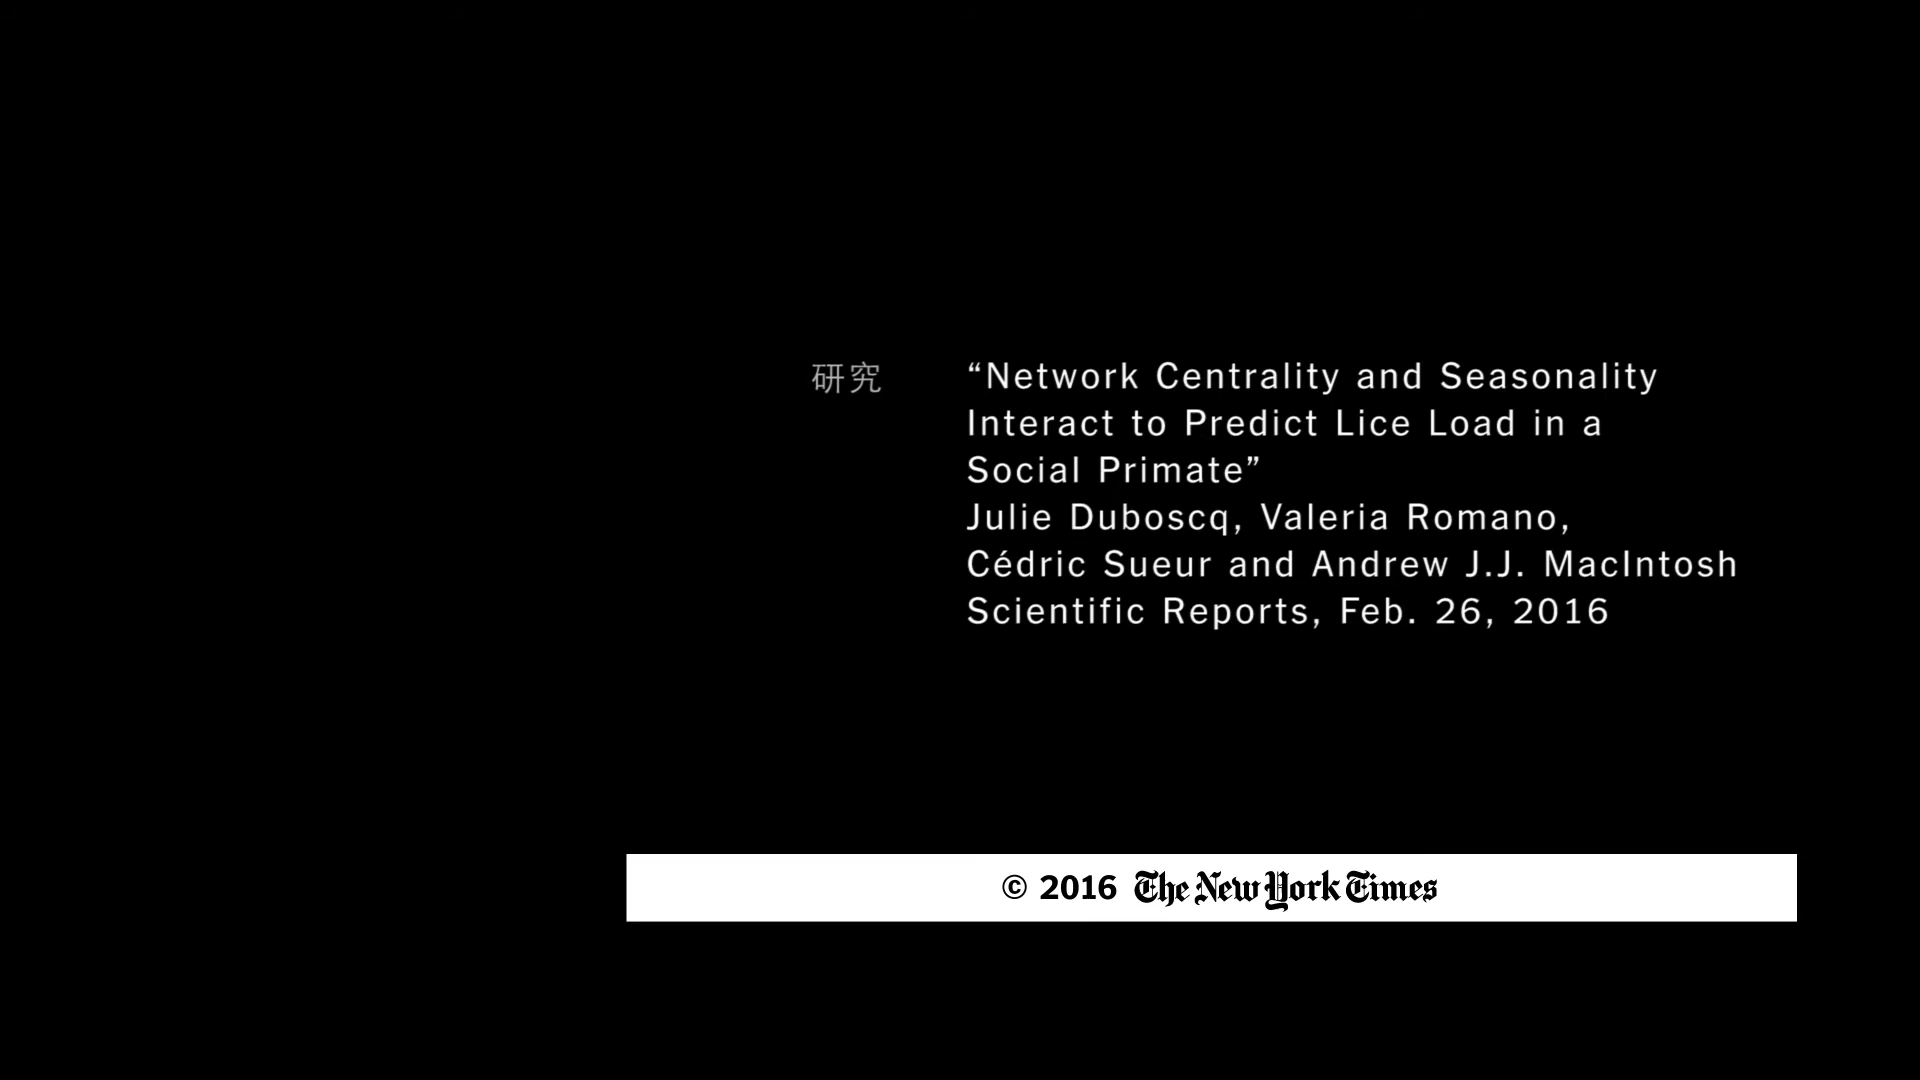 研究
“Network Centrality and Seasonality
Interact to Predict Lice Load in a
Social Primate”
Julie Duboscq, Valeria Romano,
Cédric Sueur and Andrew J.J. MacIntosh
Scientific Reports, Feb. 26, 2016
© 2016 The New York Times